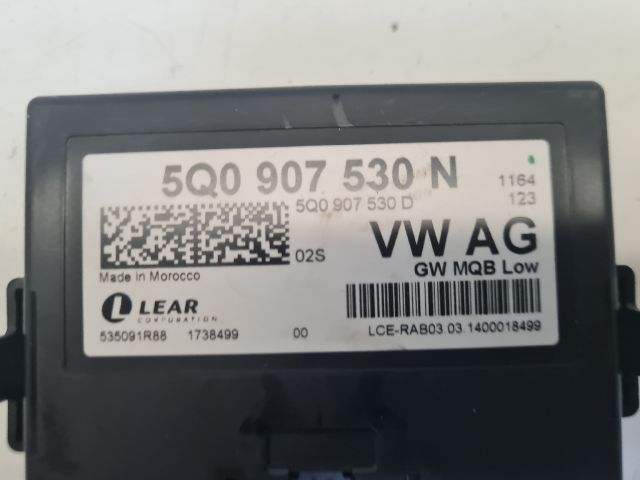 5Q0 907 530 N
1164
5Q0 907 530 D
123
02S
VW AG
GW MQB Low
Made in Morocco
LEAR
CORPORATION
535091R88 1738499 00 LCE-RAB03.03.1400018499